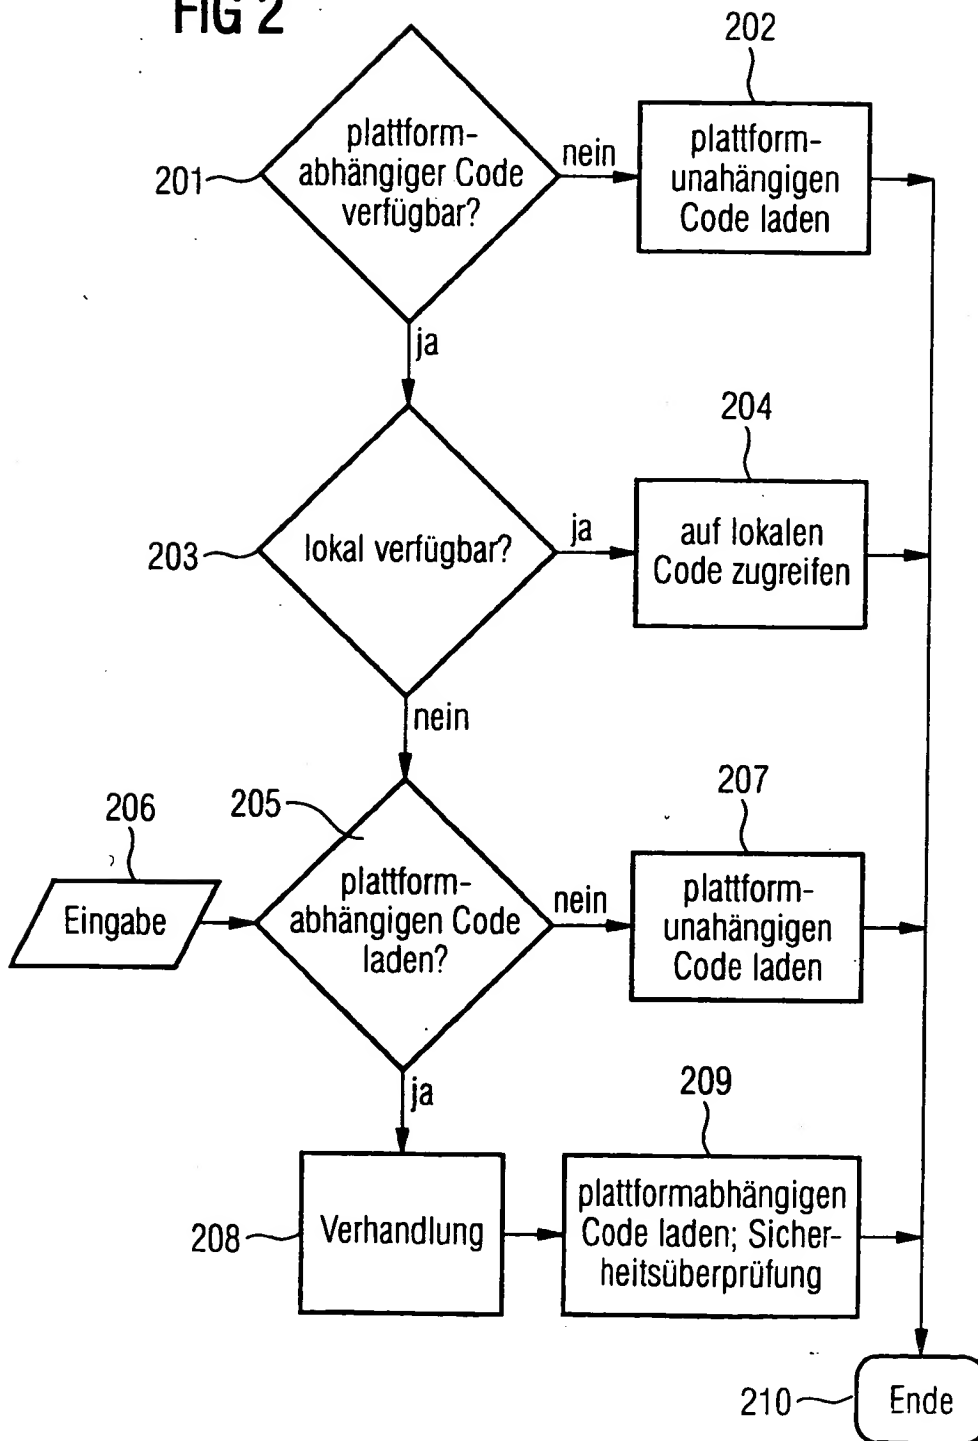 FIG 2
202
plattform-
abhängiger Code
verfügbar?
201
nein
plattform-
unahängigen
Code laden
ja
204
203
lokal verfügbar?
ja
auf lokalen
Code zugreifen
nein
207
206
205
Eingabe
plattform-
abhängigen Code
laden?
nein
plattform-
unahängigen
Code laden
ja
209
208
Verhandlung
plattformabhängigen
Code laden; Sicher-
heitsüberprüfung
210
Ende